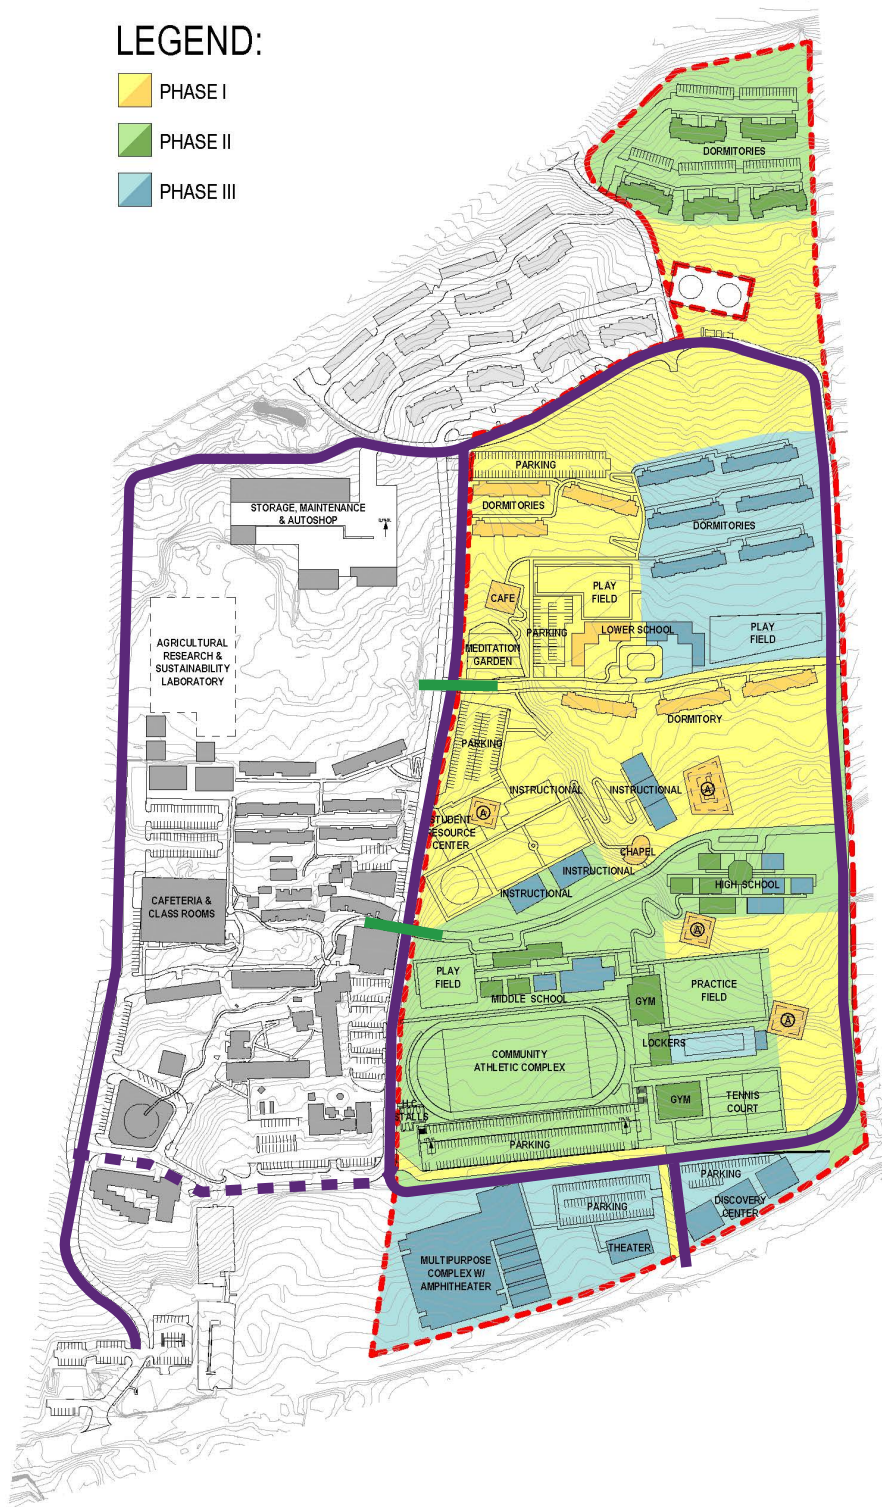 LEGEND:
PHASE I
PHASE II
PHASE III
DORMITORIES
PARKING
DORMITORIES
STORAGE, MAINTENANCE
& AUTOSHOP
DORMITORIES
CAFE
PLAY
FIELD
PARKING
LOWER SCHOOL
PLAY
FIELD
MEDITATION
GARDEN
AGRICULTURAL
RESEARCH &
SUSTAINABILITY
LABORATORY
DORMITORY
PARKING
INSTRUCTIONAL
INSTRUCTIONAL
A
A
STUDENT
RESOURCE
CENTER
CHAPEL
INSTRUCTIONAL
INSTRUCTIONAL
HIGH SCHOOL
CAFETERIA &
CLASS ROOMS
A
PLAY
FIELD
MIDDLE SCHOOL
GYM
PRACTICE
FIELD
A
LOCKERS
COMMUNITY
ATHLETIC COMPLEX
GYM
TENNIS
COURT
H.C.
STALLS
PARKING
PARKING
PARKING
DISCOVERY
CENTER
THEATER
MULTIPURPOSE
COMPLEX W/
AMPHITHEATER